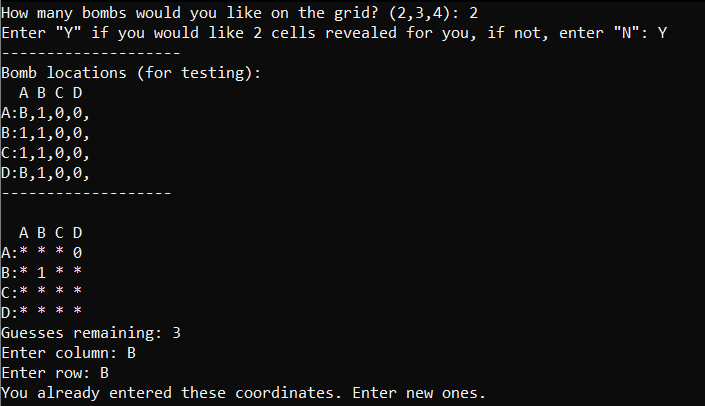 How many bombs would you like on the grid? (2,3,4): 2
Enter "Y" if you would like 2 cells revealed for you, if not, enter "N": Y
--------------------
Bomb locations (for testing):
  A B C D
A:B,1,0,0,
B:1,1,0,0,
C:1,1,0,0,
D:B,1,0,0,
-------------------

  A B C D
A:* * * 0
B:* 1 * *
C:* * * *
D:* * * *
Guesses remaining: 3
Enter column: B
Enter row: B
You already entered these coordinates. Enter new ones.